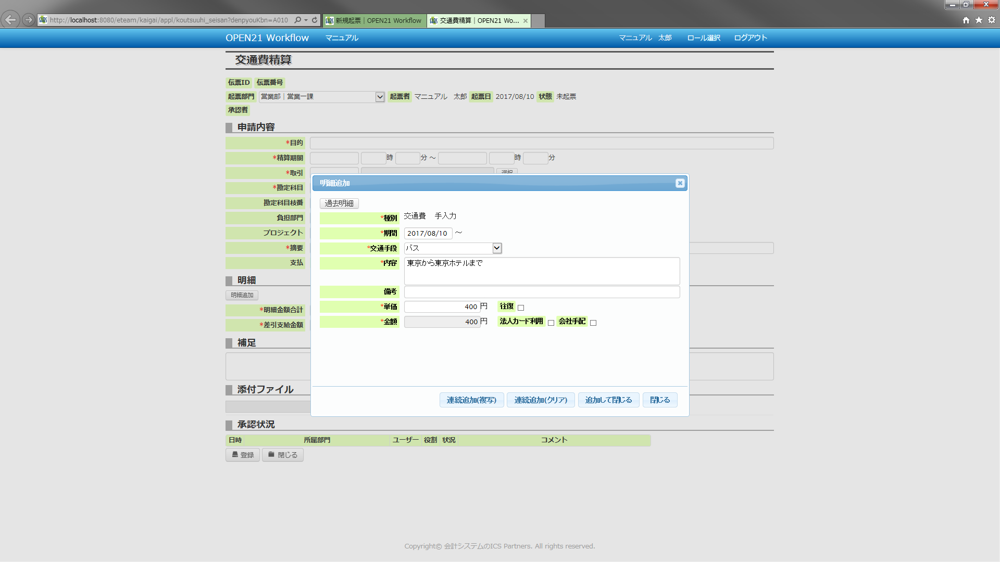 http://localhost:8080/eteam/kaigai/appl/koutsuuhi_seisan?denpyouKbn=A010
新規起票｜OPEN21 Workflow
交通費精算｜OPEN21 Wo...
OPEN21 Workflow マニュアル マニュアル 太郎 ロール選択 ログアウト
交通費精算
伝票ID 伝票番号
起票部門 営業部｜営業一課 起票者 マニュアル 太郎 起票日 2017/08/10 状態 未起票
承認者
申請内容
*目的
*精算期間 時 分 ～ 時 分
*取引 選択
*勘定科目
勘定科目枝番
負担部門
プロジェクト
*摘要
支払
明細
明細追加
*明細金額合計
*差引支給金額
補足
添付ファイル
明細追加
過去明細
*種別 交通費 手入力
*期間 2017/08/10 ～
*交通手段 バス
*内容 東京から東京ホテルまで
備考
*単価 400 円 往復
*金額 400 円 法人カード利用 会社手配
連続追加(複写) 連続追加(クリア) 追加して閉じる 閉じる
承認状況
日時 所属部門 ユーザー 役割 状況 コメント
登録 閉じる
Copyright© 会計システムのICS Partners. All rights reserved.